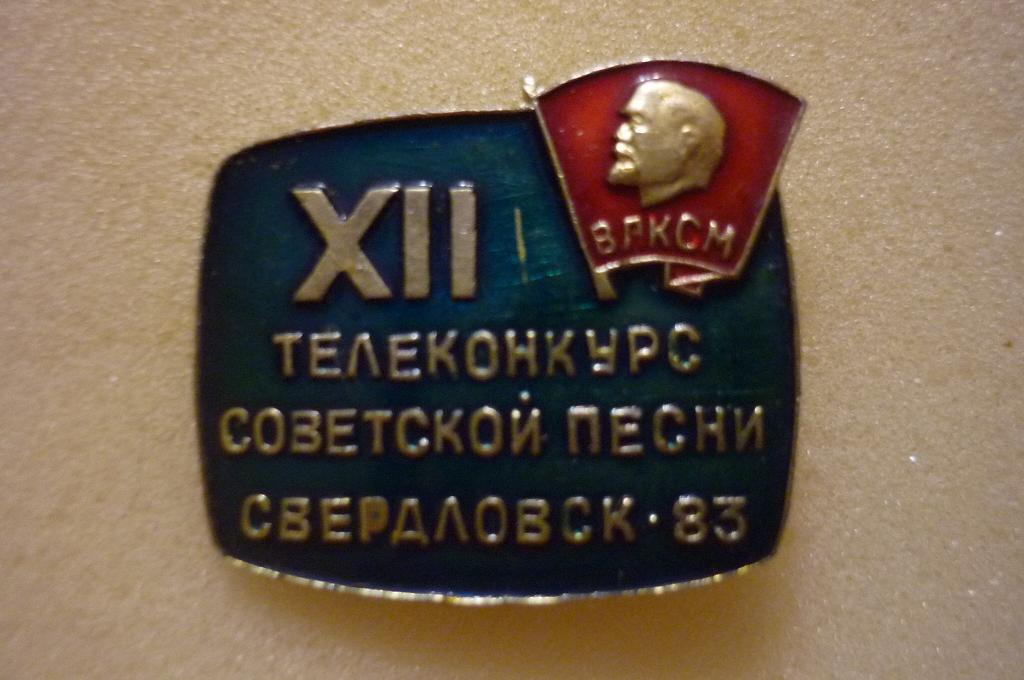 ВЛКСМ
XII
ТЕЛЕКОНКУРС
СОВЕТСКОЙ ПЕСНИ
СВЕРДЛОВСК · 83